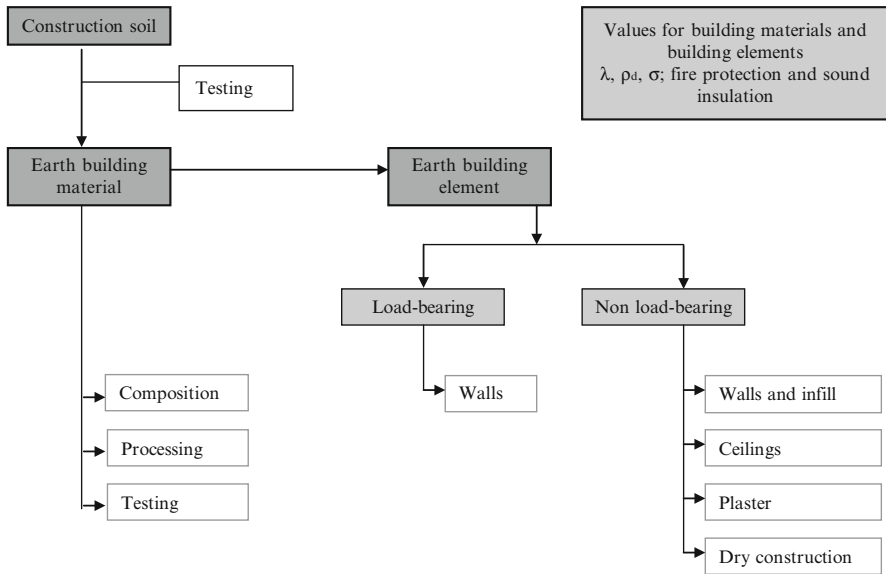 Construction soil
Values for building materials and
building elements
λ, ρd, σ; fire protection and sound
insulation
Testing
Earth building
material
Earth building
element
Load-bearing
Non load-bearing
Composition
Processing
Testing
Walls
Walls and infill
Ceilings
Plaster
Dry construction